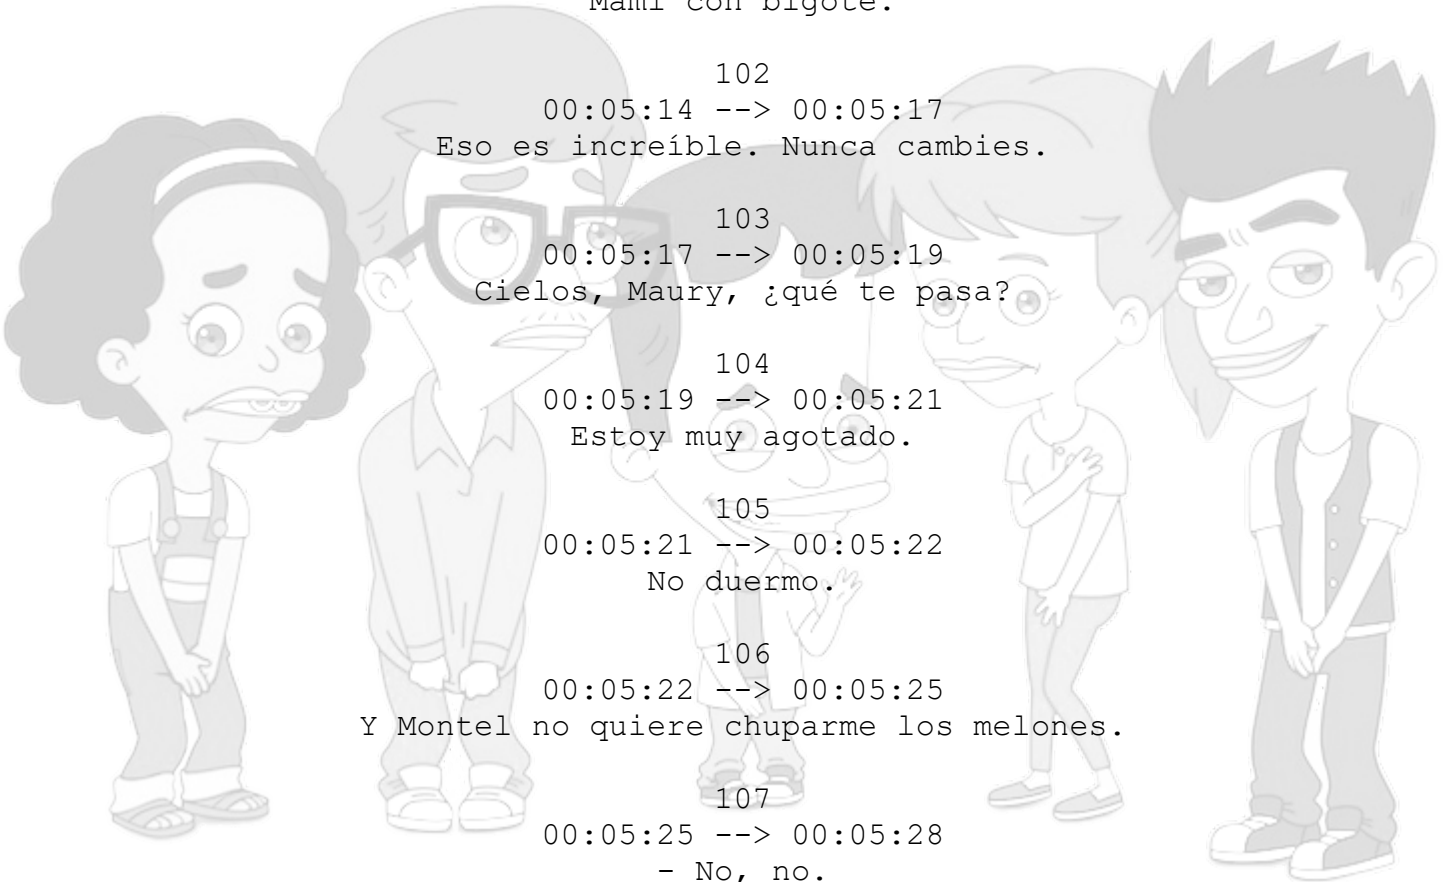 Mami con bigote.
102
00:05:14 --> 00:05:17
Eso es increíble. Nunca cambies.
103
00:05:17 --> 00:05:19
Cielos, Maury, ¿qué te pasa?
104
00:05:19 --> 00:05:21
Estoy muy agotado.
105
00:05:21 --> 00:05:22
No duermo.
106
00:05:22 --> 00:05:25
Y Montel no quiere chuparme los melones.
107
00:05:25 --> 00:05:28
- No, no.